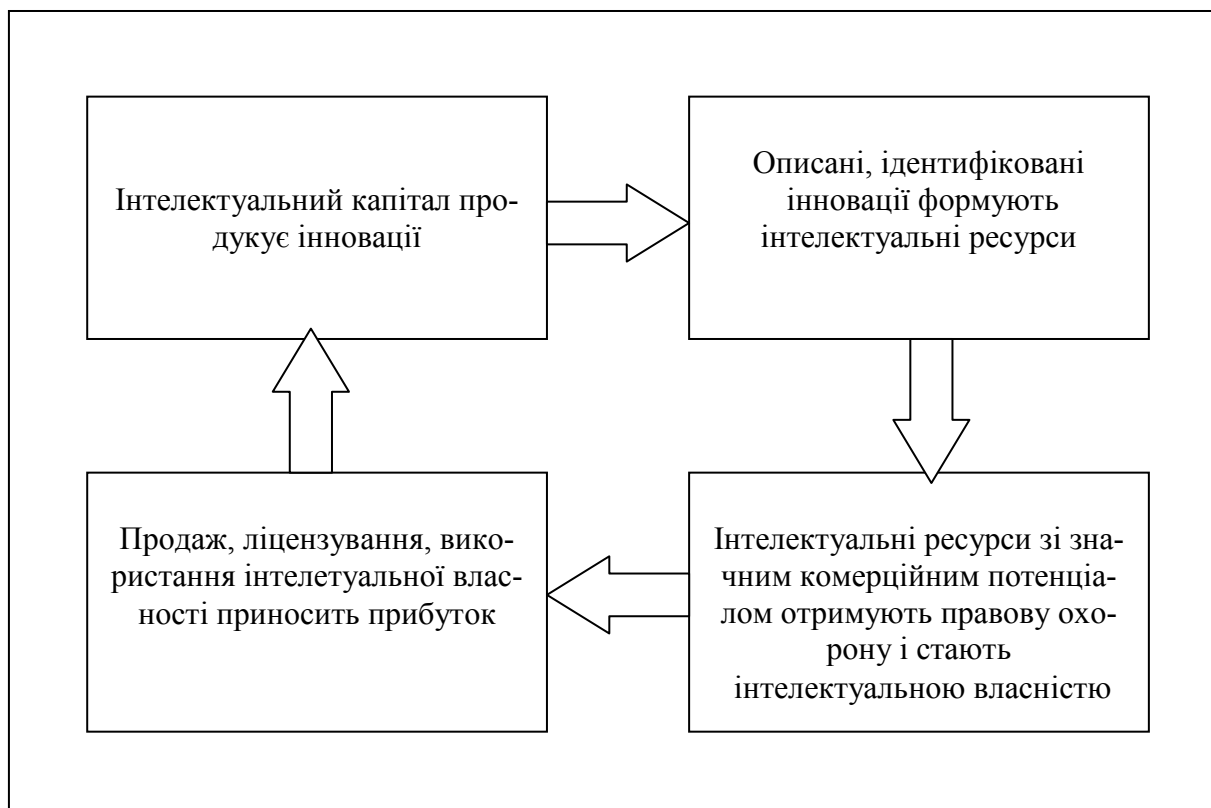 Інтелектуальний капітал про-
дукує інновації
Описані, ідентифіковані
інновації формують
інтелектуальні ресурси
Інтелектуальні ресурси зі зна-
чним комерційним потенціа-
лом отримують правову охо-
рону і стають
інтелектуальною власністю
Продаж, ліцензування, вико-
ристання інтелетуальної влас-
ності приносить прибуток